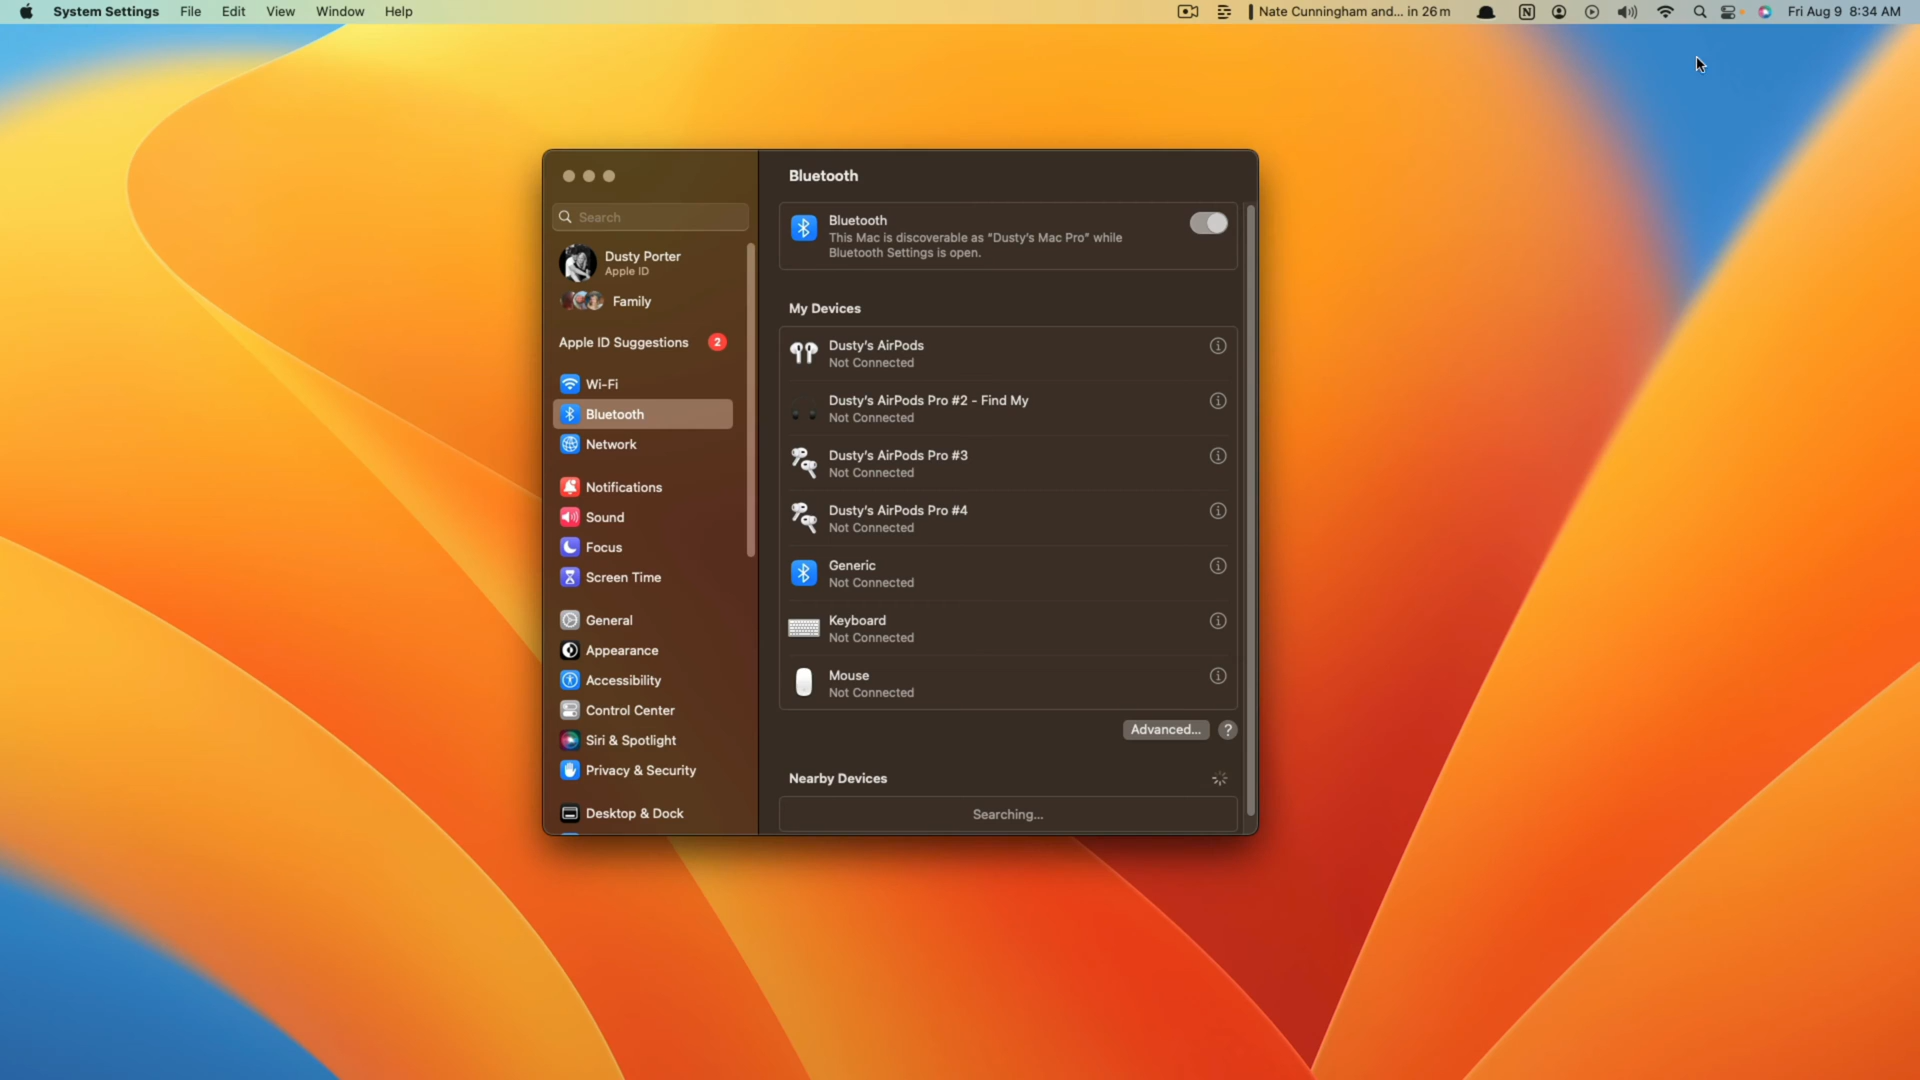 System Settings File Edit View Window Help Nate Cunningham and... in 26 m Fri Aug 9 8:34 AM
Search
Dusty Porter
Apple ID
Family
Apple ID Suggestions 2
Wi-Fi
Bluetooth
Network
Notifications
Sound
Focus
Screen Time
General
Appearance
Accessibility
Control Center
Siri & Spotlight
Privacy & Security
Desktop & Dock
Bluetooth
Bluetooth
This Mac is discoverable as "Dusty's Mac Pro" while
Bluetooth Settings is open.
My Devices
Dusty's AirPods
Not Connected
Dusty's AirPods Pro #2 - Find My
Not Connected
Dusty's AirPods Pro #3
Not Connected
Dusty's AirPods Pro #4
Not Connected
Generic
Not Connected
Keyboard
Not Connected
Mouse
Not Connected
Advanced... ?
Nearby Devices
Searching...